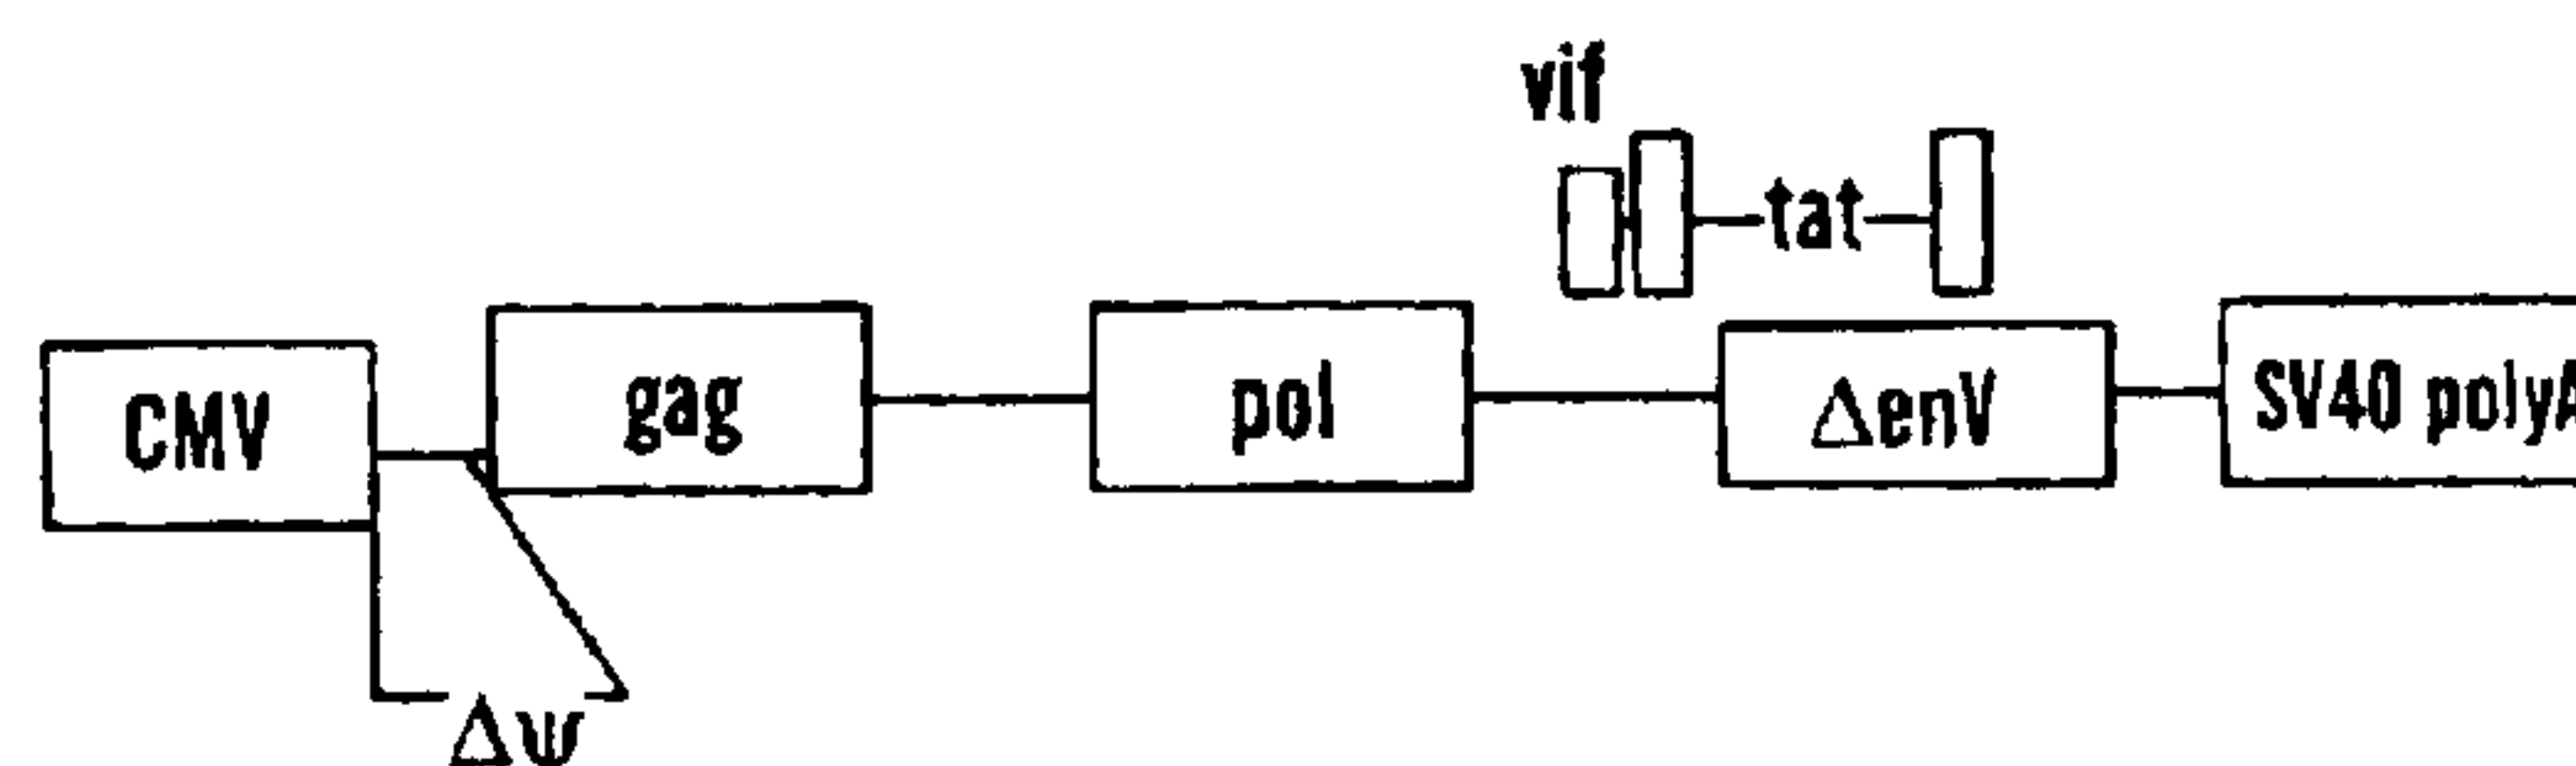 vif
tat
CMV
gag
pol
ΔenV
SV40 polyA
Δψ